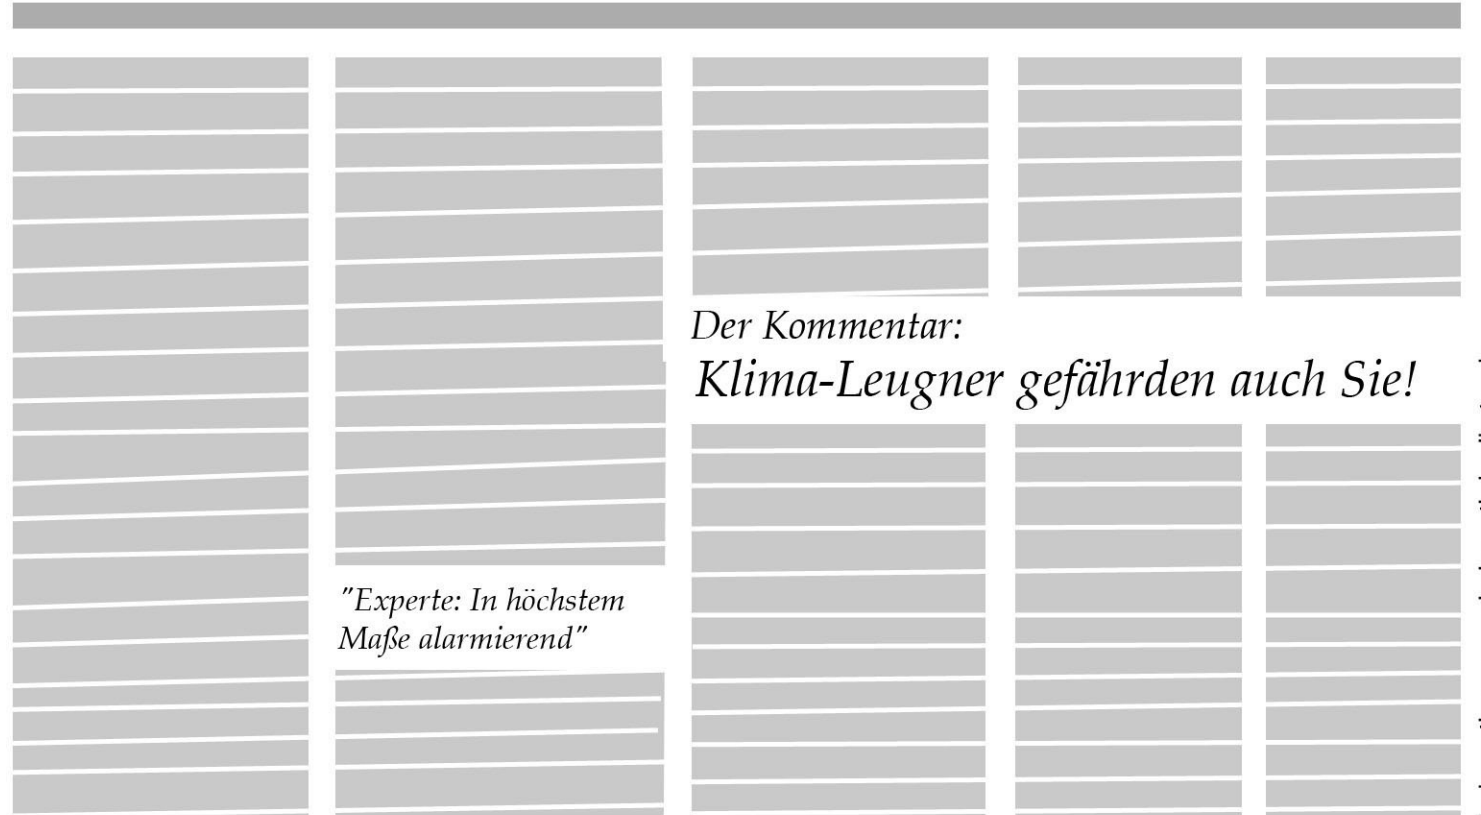 "Experte: In höchstem
Maße alarmierend"
Der Kommentar:
Klima-Leugner gefährden auch Sie!